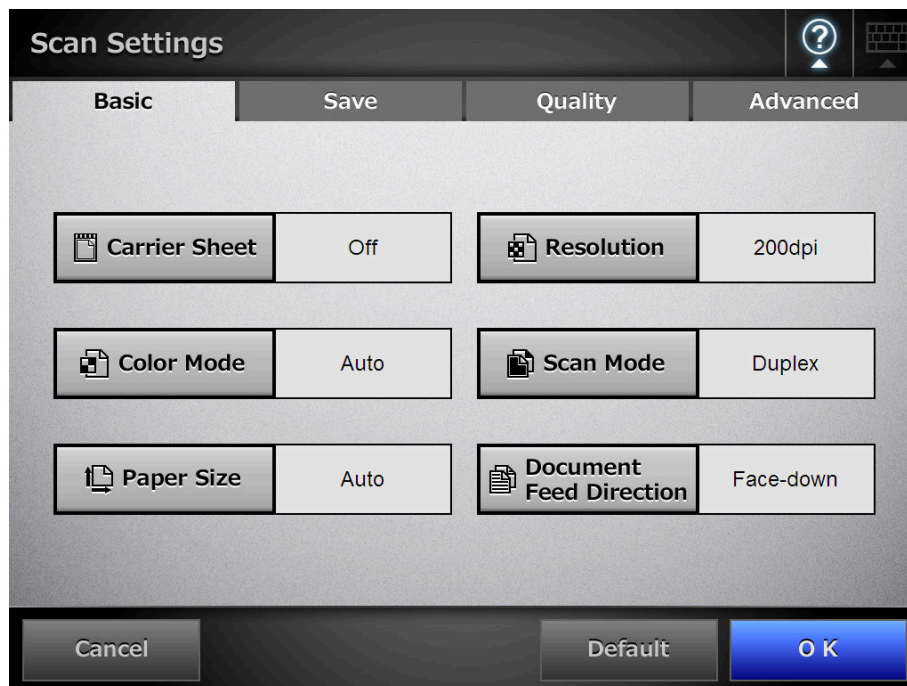 Scan Settings
?
Basic Save Quality Advanced
Carrier Sheet Off Resolution 200dpi
Color Mode Auto Scan Mode Duplex
Paper Size Auto Document
Feed Direction Face-down
Cancel Default O K